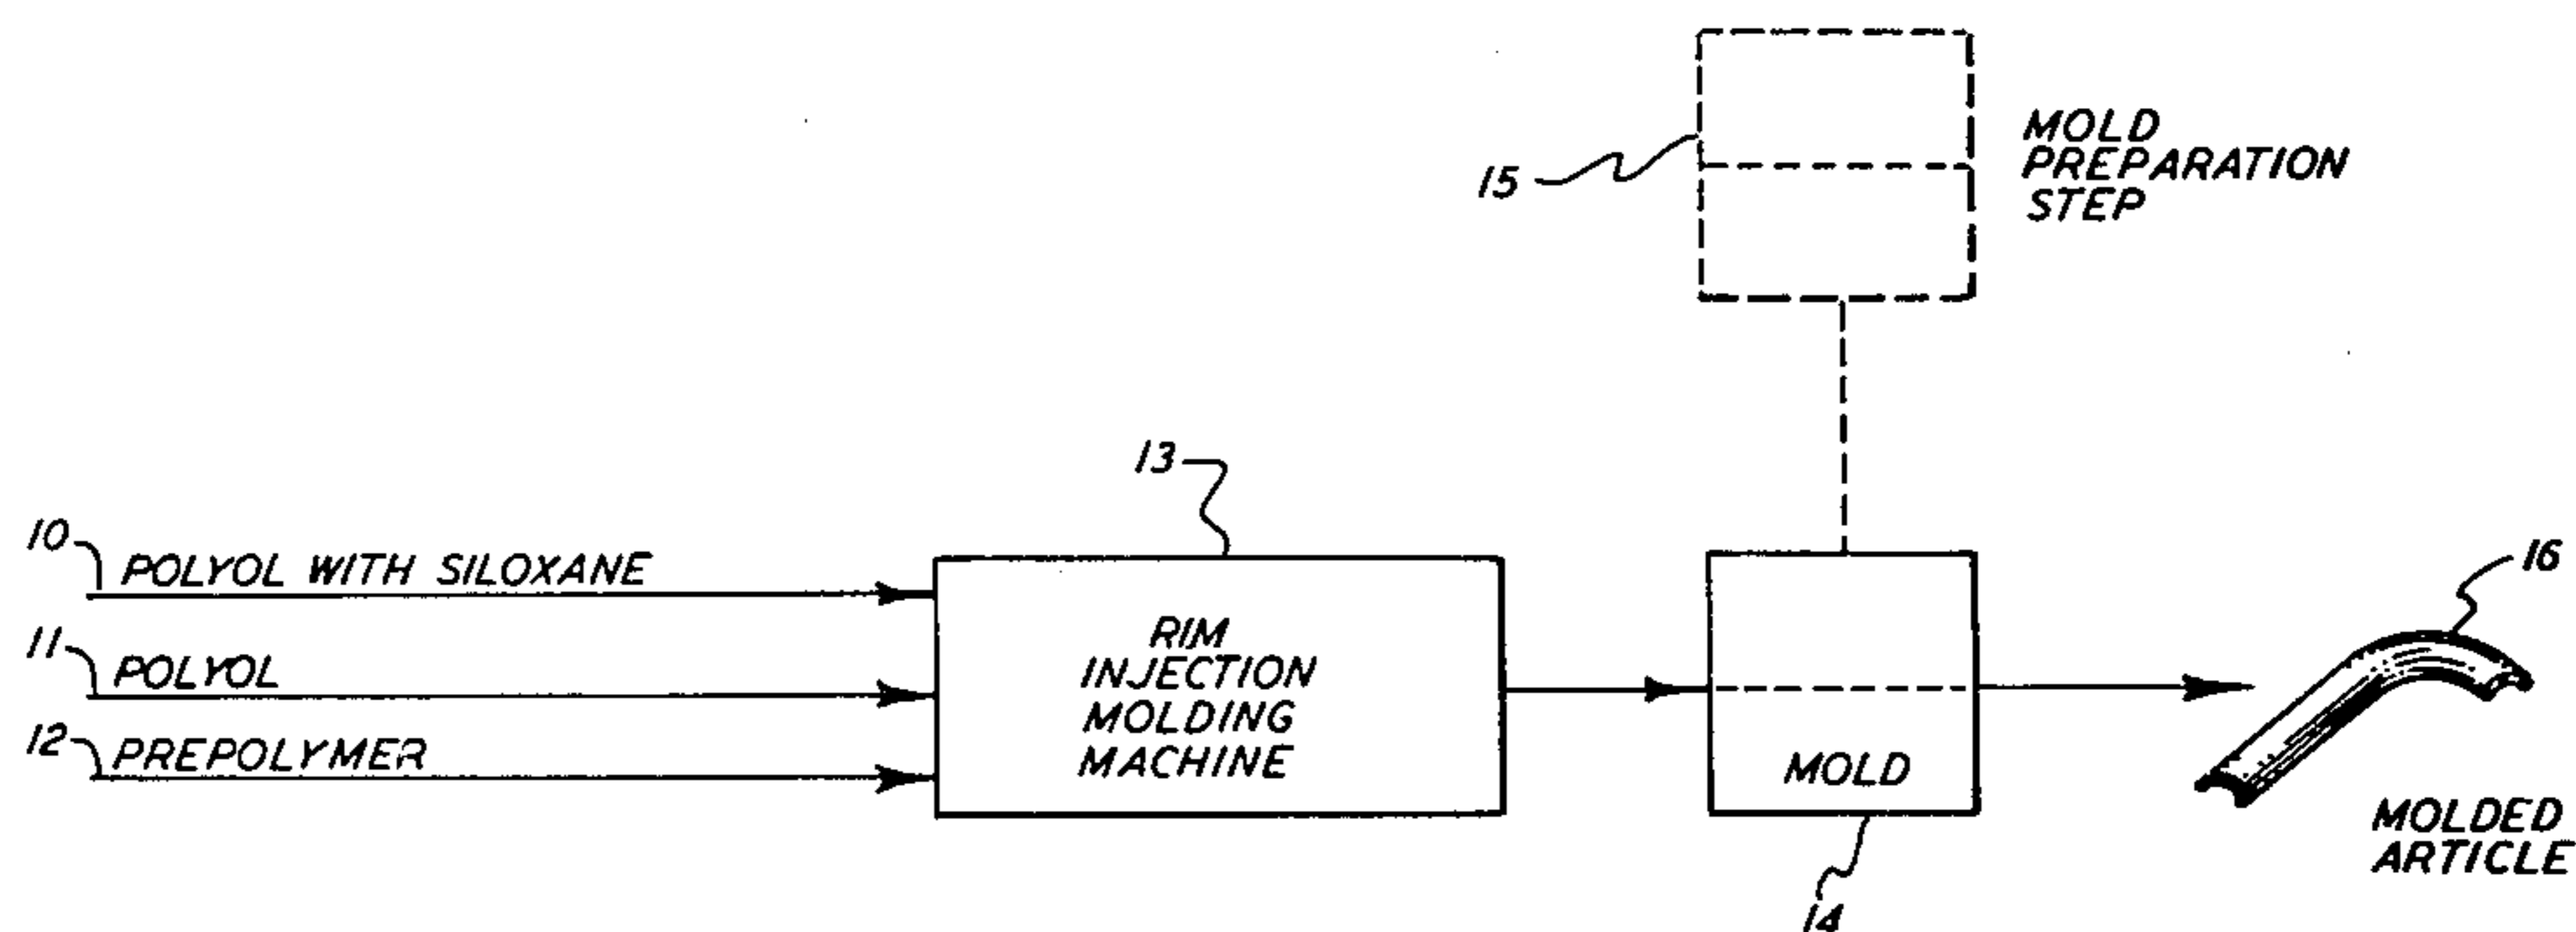 15
MOLD
PREPARATION
STEP
13
10
POLYOL WITH SILOXANE
11
POLYOL
12
PREPOLYMER
RIM
INJECTION
MOLDING
MACHINE
MOLD
14
16
MOLDED
ARTICLE